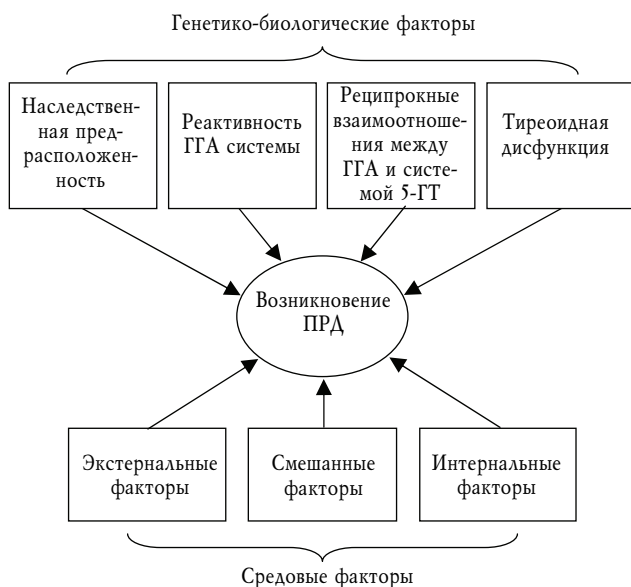 Генетико-биологические факторы
Наследствен-
ная пред-
расположен-
ность
Реактивность
ГГА системы
Реципрокные
взаимоотноше-
ния между
ГГА и систе-
мой 5-ГТ
Тиреоидная
дисфункция
Возникновение
ПРД
Экстернальные
факторы
Смешанные
факторы
Интернальные
факторы
Средовые факторы